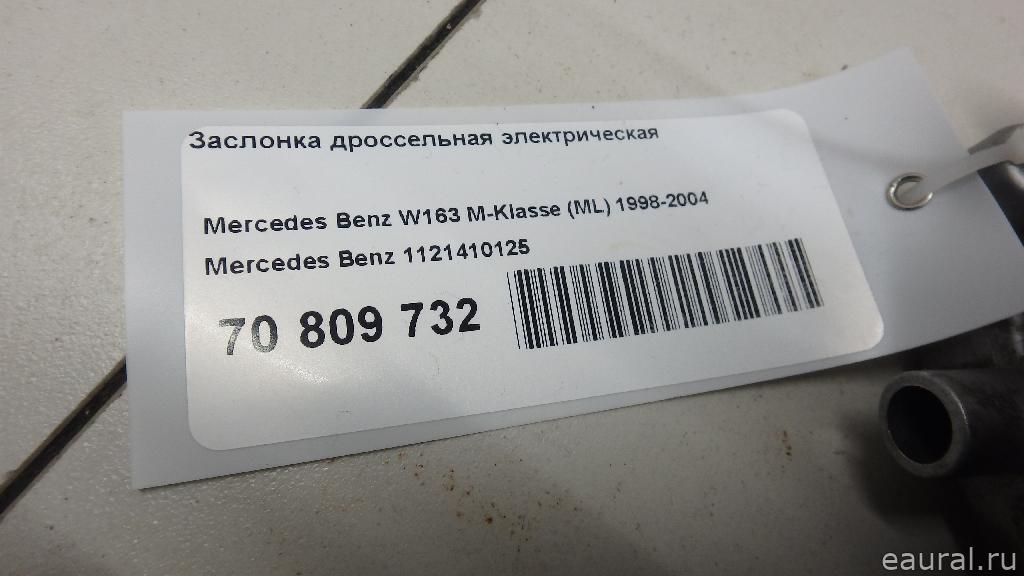 Заслонка дроссельная электрическая
Mercedes Benz W163 M-Klasse (ML) 1998-2004
Mercedes Benz 1121410125
70 809 732
eaural.ru